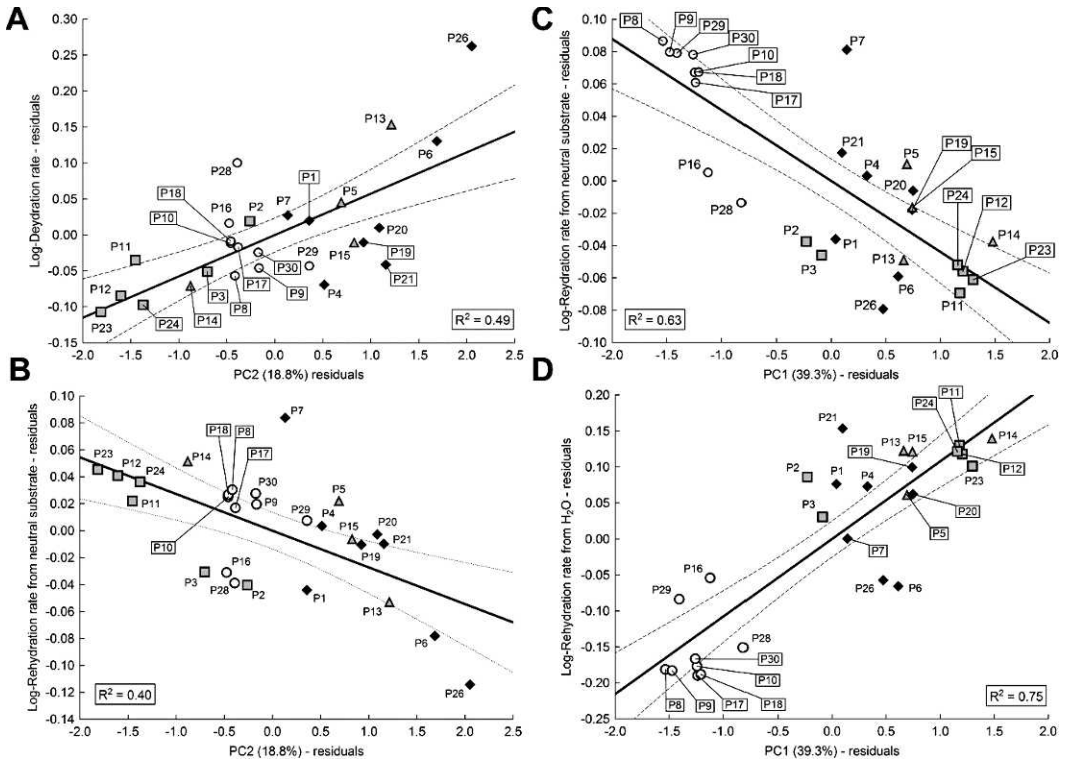 A
Log-Deydration rate - residuals
0.30
0.25
0.20
0.15
0.10
0.05
0.00
-0.05
-0.10
-0.15
P26
P13
P6
P28
P1
P18
P7
P5
P16
P2
P10
P20
P11
P29
P15
P19
P30
P21
P12
P17
P9
P4
P3
P8
P23
P24
P14
R² = 0.49
-2.0 -1.5 -1.0 -0.5 0.0 0.5 1.0 1.5 2.0 2.5
PC2 (18.8%) residuals
B
Log-Rehydration rate from neutral substrate - residuals
0.10
0.08
0.06
0.04
0.02
0.00
-0.02
-0.04
-0.06
-0.08
-0.10
-0.12
-0.14
P7
P18
P8
P17
P23
P12
P24
P14
P30
P5
P11
P9
P29
P4
P20
P15
P21
P10
P19
P16
P3
P28
P2
P1
P13
P6
P26
R² = 0.40
-2.0 -1.5 -1.0 -0.5 0.0 0.5 1.0 1.5 2.0 2.5
PC2 (18.8%) - residuals
C
Log-Reydration rate from neutral substrate - residuals
0.10
0.08
0.06
0.04
0.02
0.00
-0.02
-0.04
-0.06
-0.08
-0.10
P8
P9
P29
P30
P10
P18
P17
P7
P21
P5
P19
P15
P16
P4
P20
P24
P12
P28
P14
P2
P1
P23
P3
P13
P6
P11
P26
R² = 0.63
-2.0 -1.5 -1.0 -0.5 0.0 0.5 1.0 1.5 2.0
PC1 (39.3%) - residuals
D
Log-Rehydration rate from H₂O - residuals
0.20
0.15
0.10
0.05
0.00
-0.05
-0.10
-0.15
-0.20
-0.25
P11
P24
P21
P13
P15
P14
P19
P12
P2
P1
P4
P23
P20
P3
P5
P7
P16
P29
P26
P6
P28
P30
P10
P8
P9
P17
P18
R² = 0.75
-2.0 -1.5 -1.0 -0.5 0.0 0.5 1.0 1.5 2.0
PC1 (39.3%) - residuals